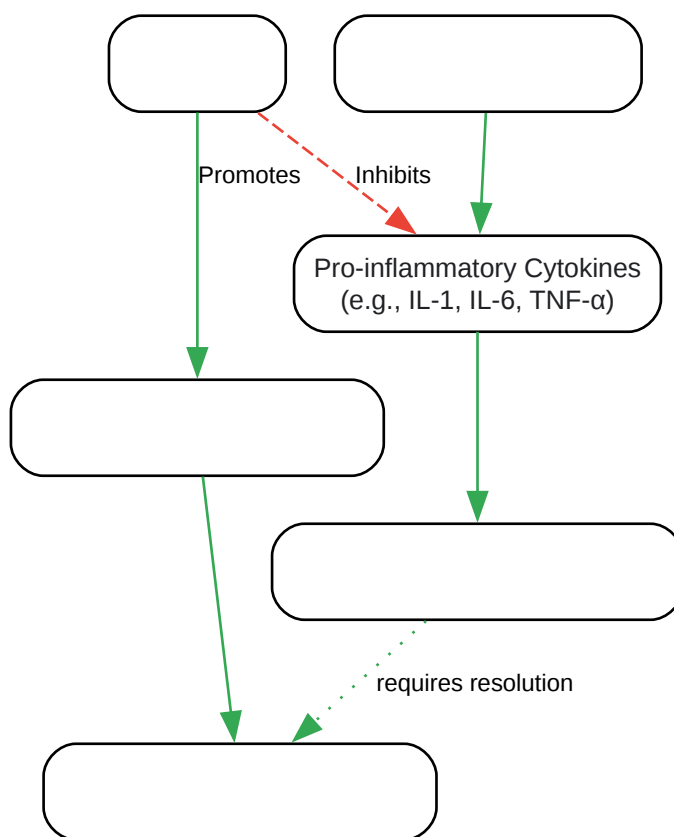 Promotes
Inhibits
Pro-inflammatory Cytokines
(e.g., IL-1, IL-6, TNF-α)
requires resolution